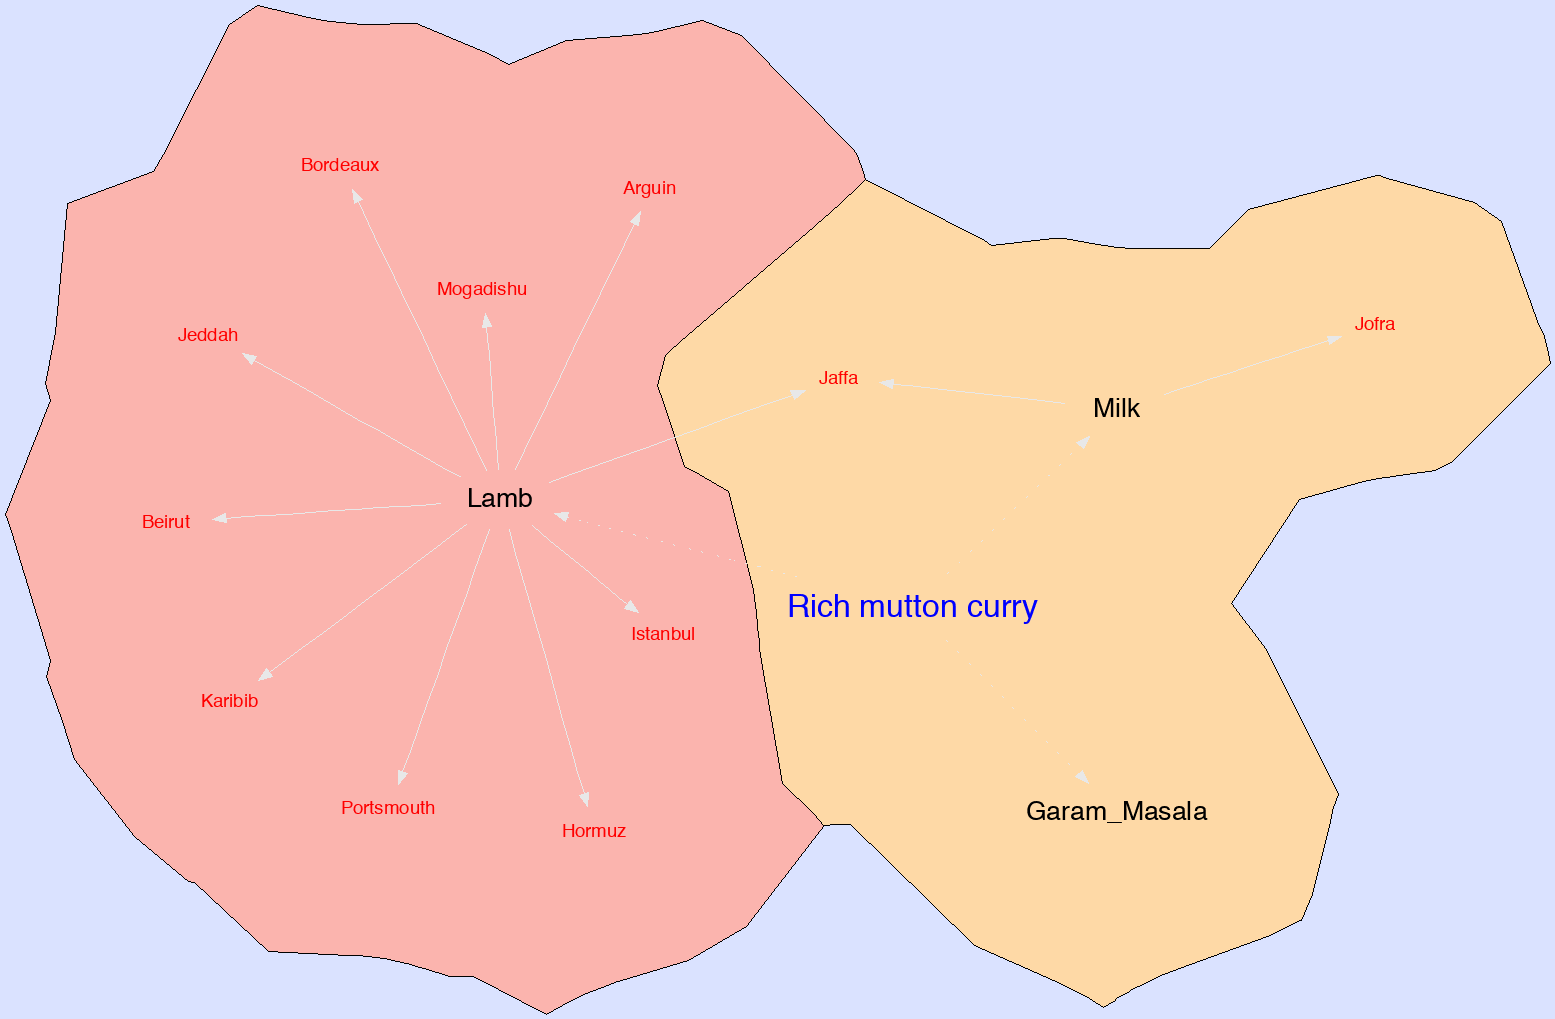 Bordeaux
Arguin
Mogadishu
Jeddah
Jofra
Jaffa
Milk
Lamb
Beirut
Rich mutton curry
Istanbul
Karibib
Portsmouth
Garam_Masala
Hormuz